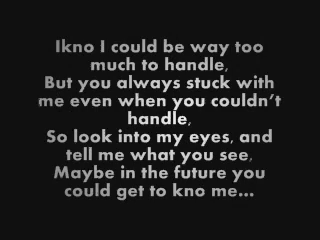 Ikno I could be way too
much to handle,
But you always stuck with
me even when you couldn't
handle,
So look into my eyes, and
tell me what you see,
Maybe in the future you
could get to kno me...